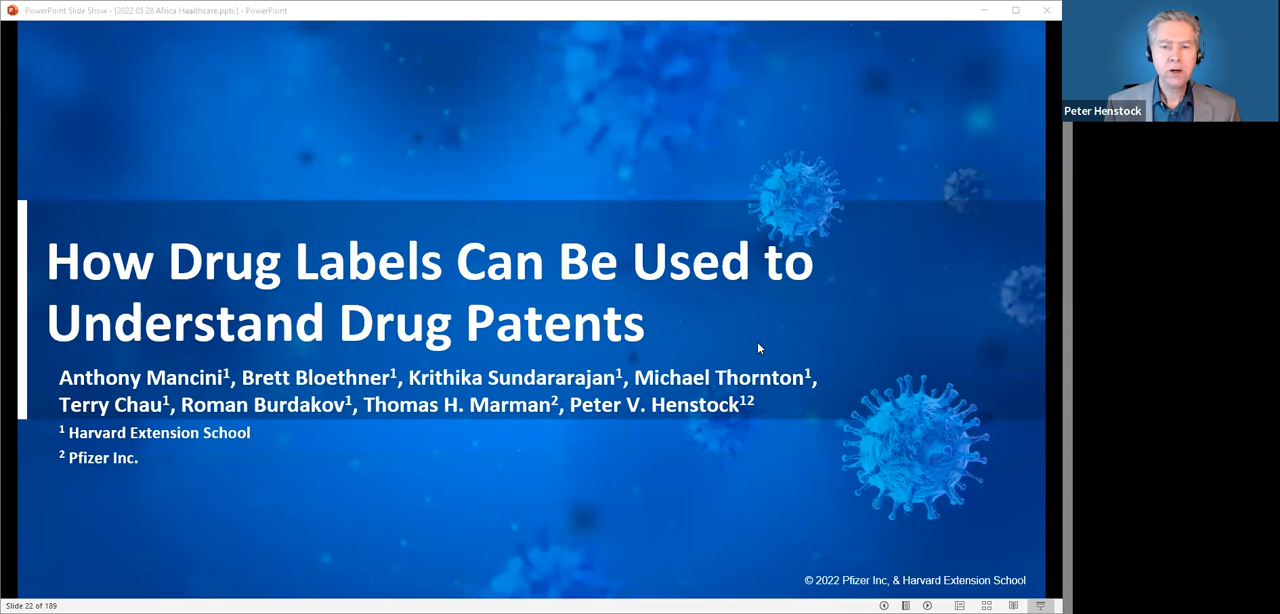 PowerPoint Slide Show - [2022 05 28 Africa Healthcare.pptx] - PowerPoint
Peter Henstock
How Drug Labels Can Be Used to
Understand Drug Patents
Anthony Mancini1, Brett Bloethner1, Krithika Sundararajan1, Michael Thornton1,
Terry Chau1, Roman Burdakov1, Thomas H. Marman2, Peter V. Henstock12
1 Harvard Extension School
2 Pfizer Inc.
© 2022 Pfizer Inc, & Harvard Extension School
Slide 22 of 189